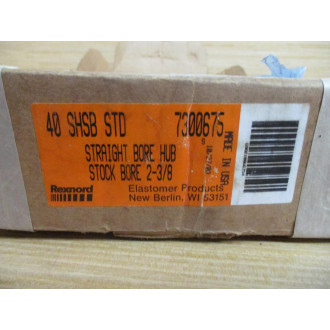 40 SHSB STD 7300675
STRAIGHT BORE HUB
STOCK BORE 2-3/8
Rexnord Elastomer Products
New Berlin, WI 53151
MADE IN USA